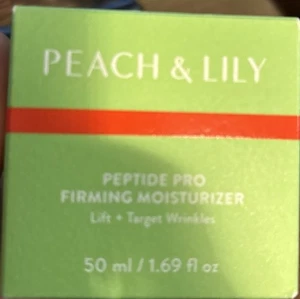 PEACH & LILY
PEPTIDE PRO
FIRMING MOISTURIZER
Lift + Target Wrinkles
50 ml / 1.69 fl oz